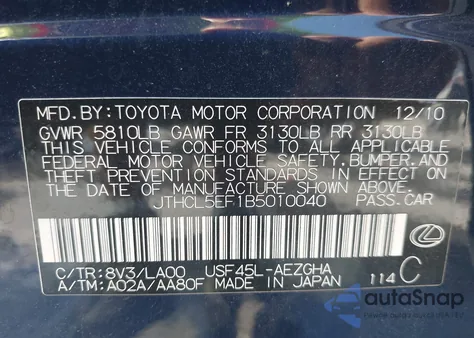 MFD. BY: TOYOTA MOTOR CORPORATION 12/10
GVWR 5810LB GAWR FR 3130LB RR 3130LB
THIS VEHICLE CONFORMS TO ALL APPLICABLE
FEDERAL MOTOR VEHICLE SAFETY, BUMPER, AND
THEFT PREVENTION STANDARDS IN EFFECT ON
THE DATE OF MANUFACTURE SHOWN ABOVE.
JTHCL5EF1B5010040 PASS. CAR
C/TR: 8V3/LA00 USF45L-AEZGHA
A/TM: A02A/AA80F MADE IN JAPAN 114C
autoSnap